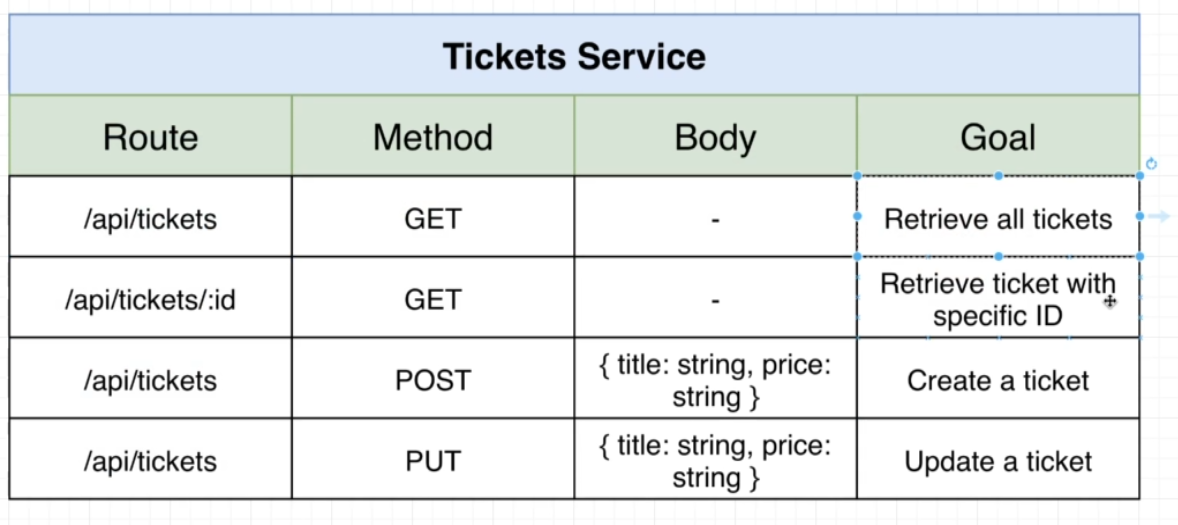 Tickets Service
Route Method Body Goal
/api/tickets GET - Retrieve all tickets
/api/tickets/:id GET - Retrieve ticket with
specific ID
/api/tickets POST { title: string, price: Create a ticket
string }
/api/tickets PUT { title: string, price: Update a ticket
string }